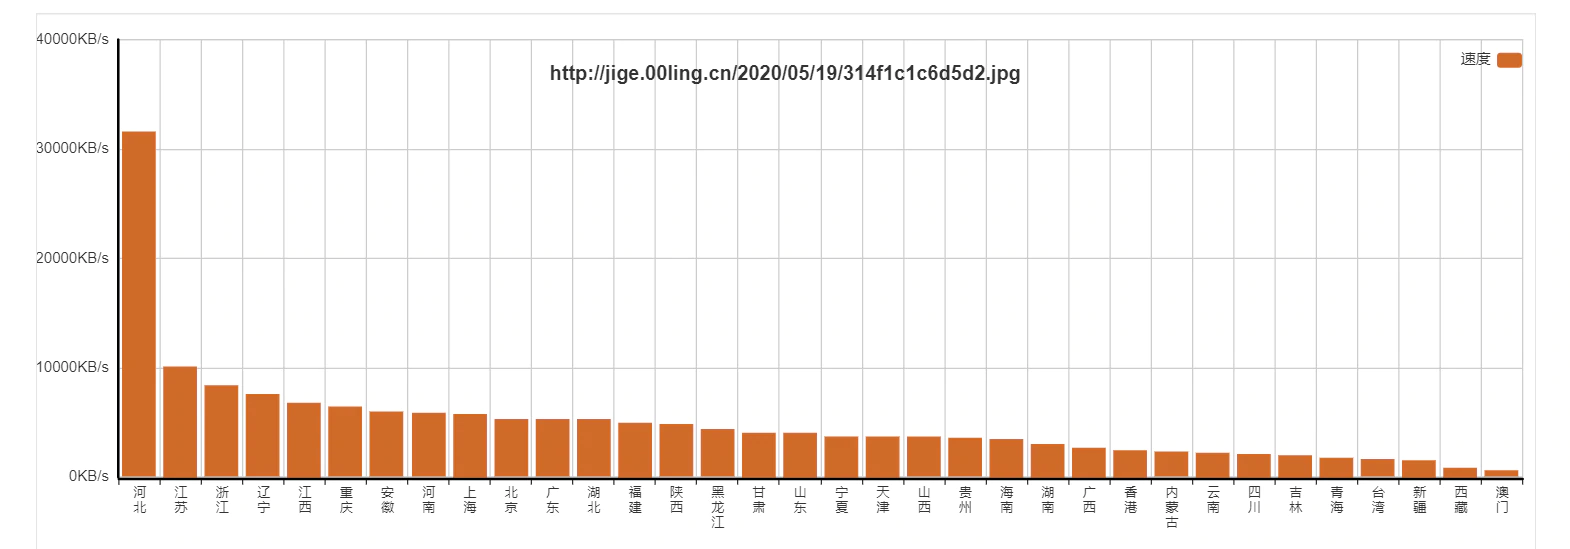 40000KB/s
速度
http://jige.00ling.cn/2020/05/19/314f1c1c6d5d2.jpg
30000KB/s
20000KB/s
10000KB/s
0KB/s
河北
江苏
浙江
辽宁
江西
重庆
安徽
河南
上海
北京
广东
湖北
福建
陕西
黑龙江
甘肃
山东
宁夏
天津
山西
贵州
海南
湖南
广西
香港
内蒙古
云南
四川
吉林
青海
台湾
新疆
西藏
澳门